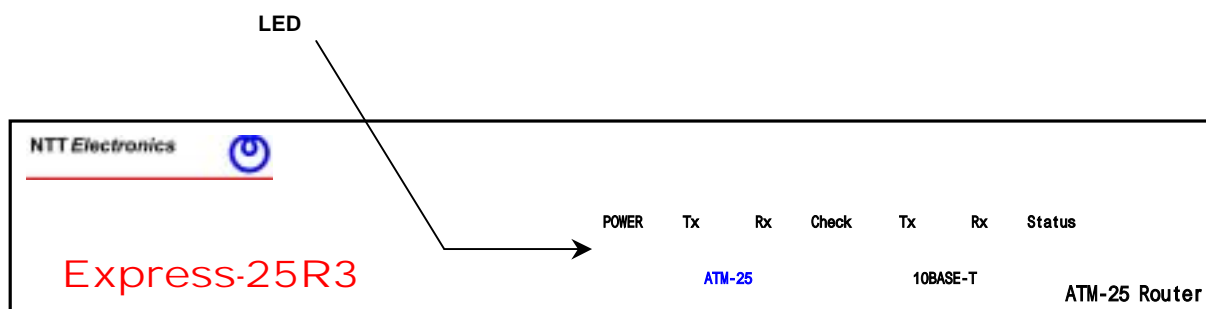 LED
NTT Electronics
POWER Tx Rx Check Tx Rx Status
Express-25R3
ATM-25 10BASE-T
ATM-25 Router